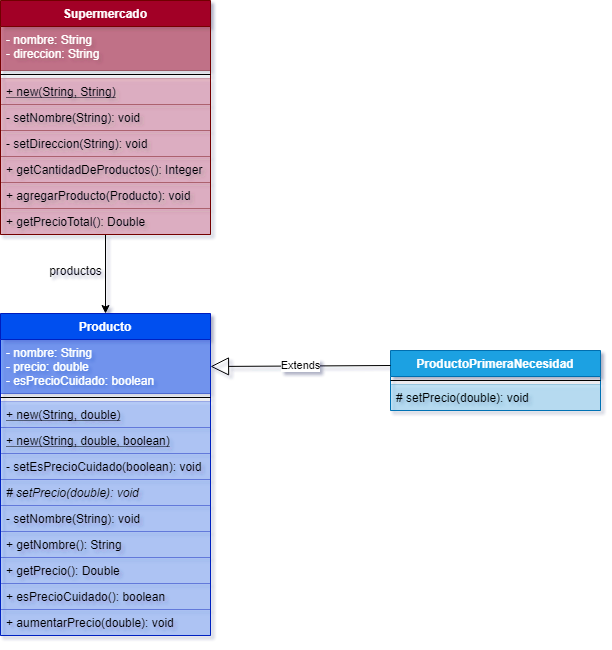 Supermercado
- nombre: String
- direccion: String
+ new(String, String)
- setNombre(String): void
- setDireccion(String): void
+ getCantidadDeProductos(): Integer
+ agregarProducto(Producto): void
+ getPrecioTotal(): Double
productos
Producto
- nombre: String
- precio: double
- esPrecioCuidado: boolean
+ new(String, double)
+ new(String, double, boolean)
- setEsPrecioCuidado(boolean): void
# setPrecio(double): void
- setNombre(String): void
+ getNombre(): String
+ getPrecio(): Double
+ esPrecioCuidado(): boolean
+ aumentarPrecio(double): void
Extends
ProductoPrimeraNecesidad
# setPrecio(double): void